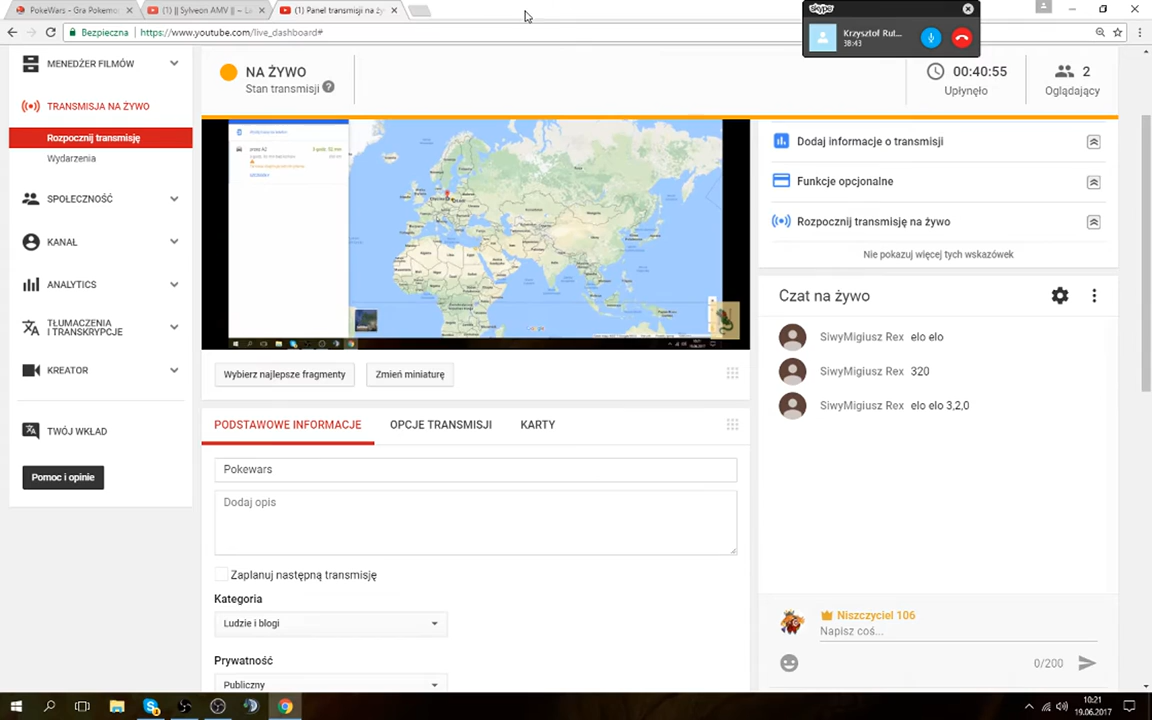 PokeWars - Gra Pokemon
(1) || Sylveon AMV || ~ L
(1) Panel transmisji na ży
Bezpieczna
https://www.youtube.com/live_dashboard#
skype
Krzysztof Rut...
38:43
MENEDŻER FILMÓW
TRANSMISJA NA ŻYWO
Rozpocznij transmisję
Wydarzenia
SPOŁECZNOŚĆ
KANAŁ
ANALYTICS
TŁUMACZENIA
I TRANSKRYPCJE
KREATOR
TWÓJ WKŁAD
Pomoc i opinie
NA ŻYWO
Stan transmisji ?
00:40:55
Upłynęło
2
Oglądający
Wybierz najlepsze fragmenty
Zmień miniaturę
PODSTAWOWE INFORMACJE
OPCJE TRANSMISJI
KARTY
Pokewars
Dodaj opis
Zaplanuj następną transmisję
Kategoria
Ludzie i blogi
Prywatność
Publiczny
Dodaj informacje o transmisji
Funkcje opcjonalne
Rozpocznij transmisję na żywo
Nie pokazuj więcej tych wskazówek
Czat na żywo
SiwyMigiusz Rex elo elo
SiwyMigiusz Rex 320
SiwyMigiusz Rex elo elo 3,2,0
Niszczyciel 106
Napisz coś...
0/200
10:21
19.06.2017